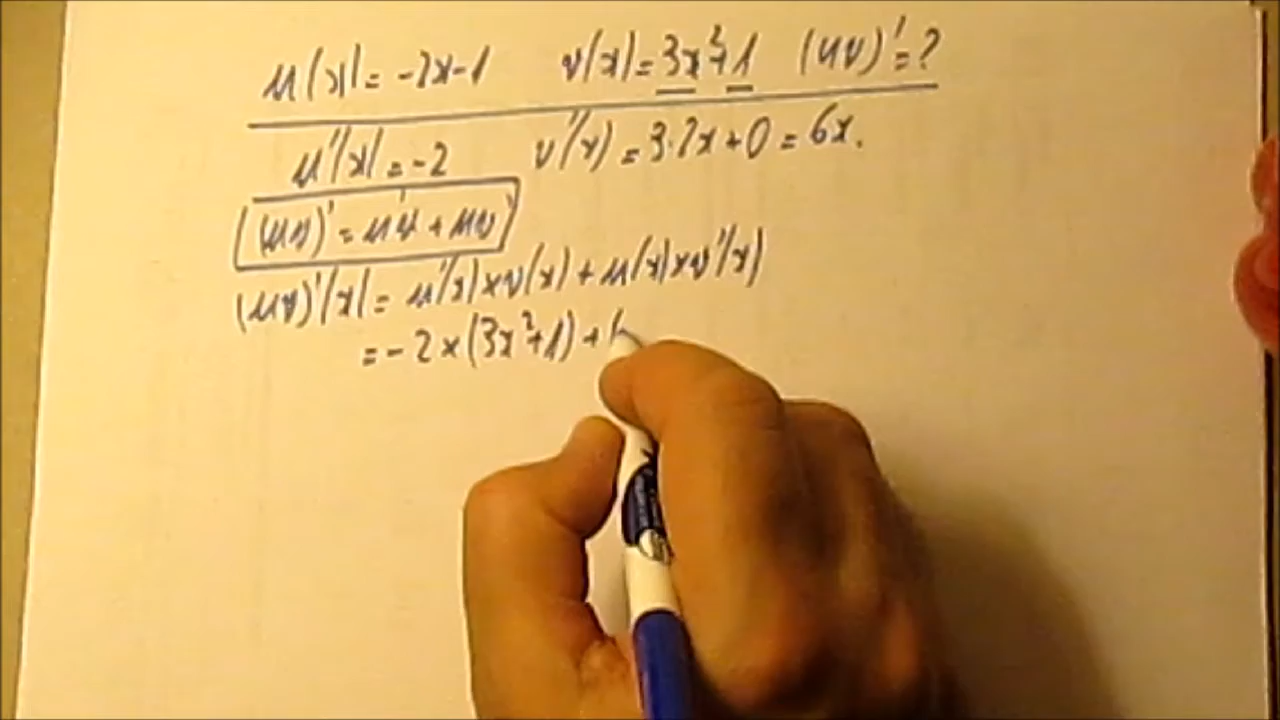 u(x) = -2x-1 v(x) = 3x²+1 (uv)' = ?
u'(x) = -2 v'(x) = 3·2x+0 = 6x.
(uv)' = u'v + uv'
(uv)'(x) = u'(x)×v(x) + u(x)×v'(x)
= -2×(3x²+1) + (